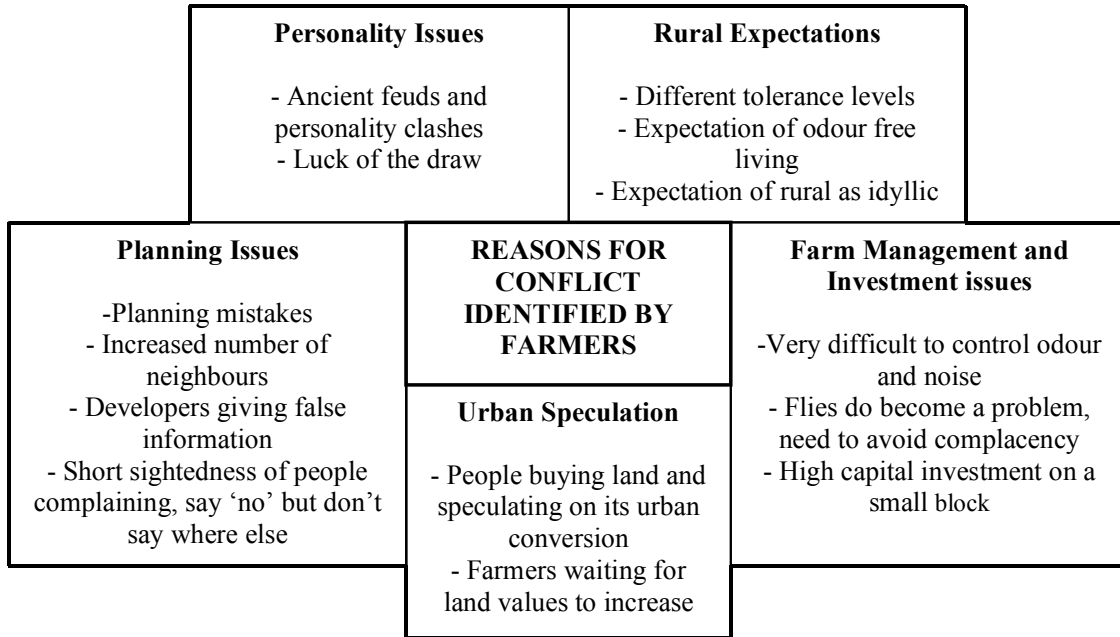 Personality Issues
- Ancient feuds and
personality clashes
- Luck of the draw
Rural Expectations
- Different tolerance levels
- Expectation of odour free
living
- Expectation of rural as idyllic
Planning Issues
-Planning mistakes
- Increased number of
neighbours
- Developers giving false
information
- Short sightedness of people
complaining, say ‘no’ but don’t
say where else
REASONS FOR
CONFLICT
IDENTIFIED BY
FARMERS
Farm Management and
Investment issues
-Very difficult to control odour
and noise
- Flies do become a problem,
need to avoid complacency
- High capital investment on a
small block
Urban Speculation
- People buying land and
speculating on its urban
conversion
- Farmers waiting for
land values to increase